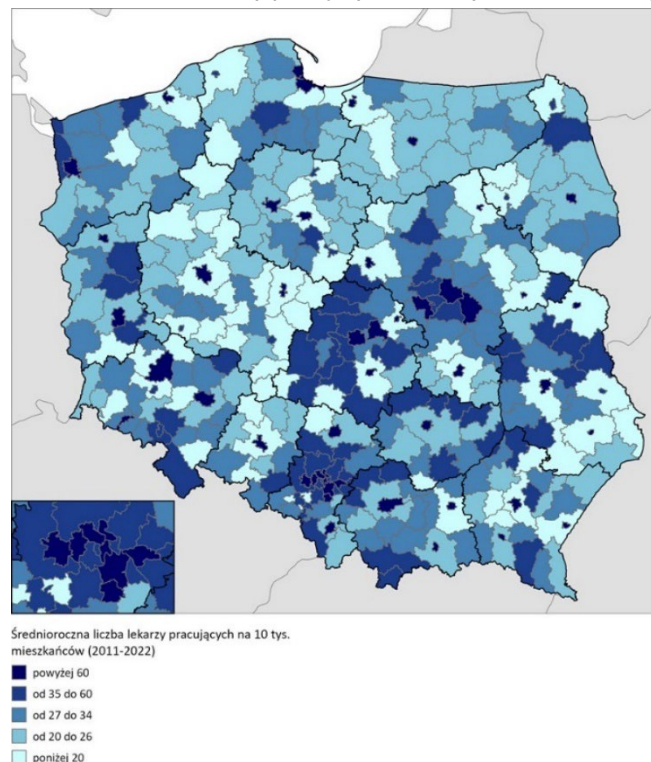 Średnioroczna liczba lekarzy pracujących na 10 tys.
mieszkańców (2011-2022)
powyżej 60
od 35 do 60
od 27 do 34
od 20 do 26
poniżej 20